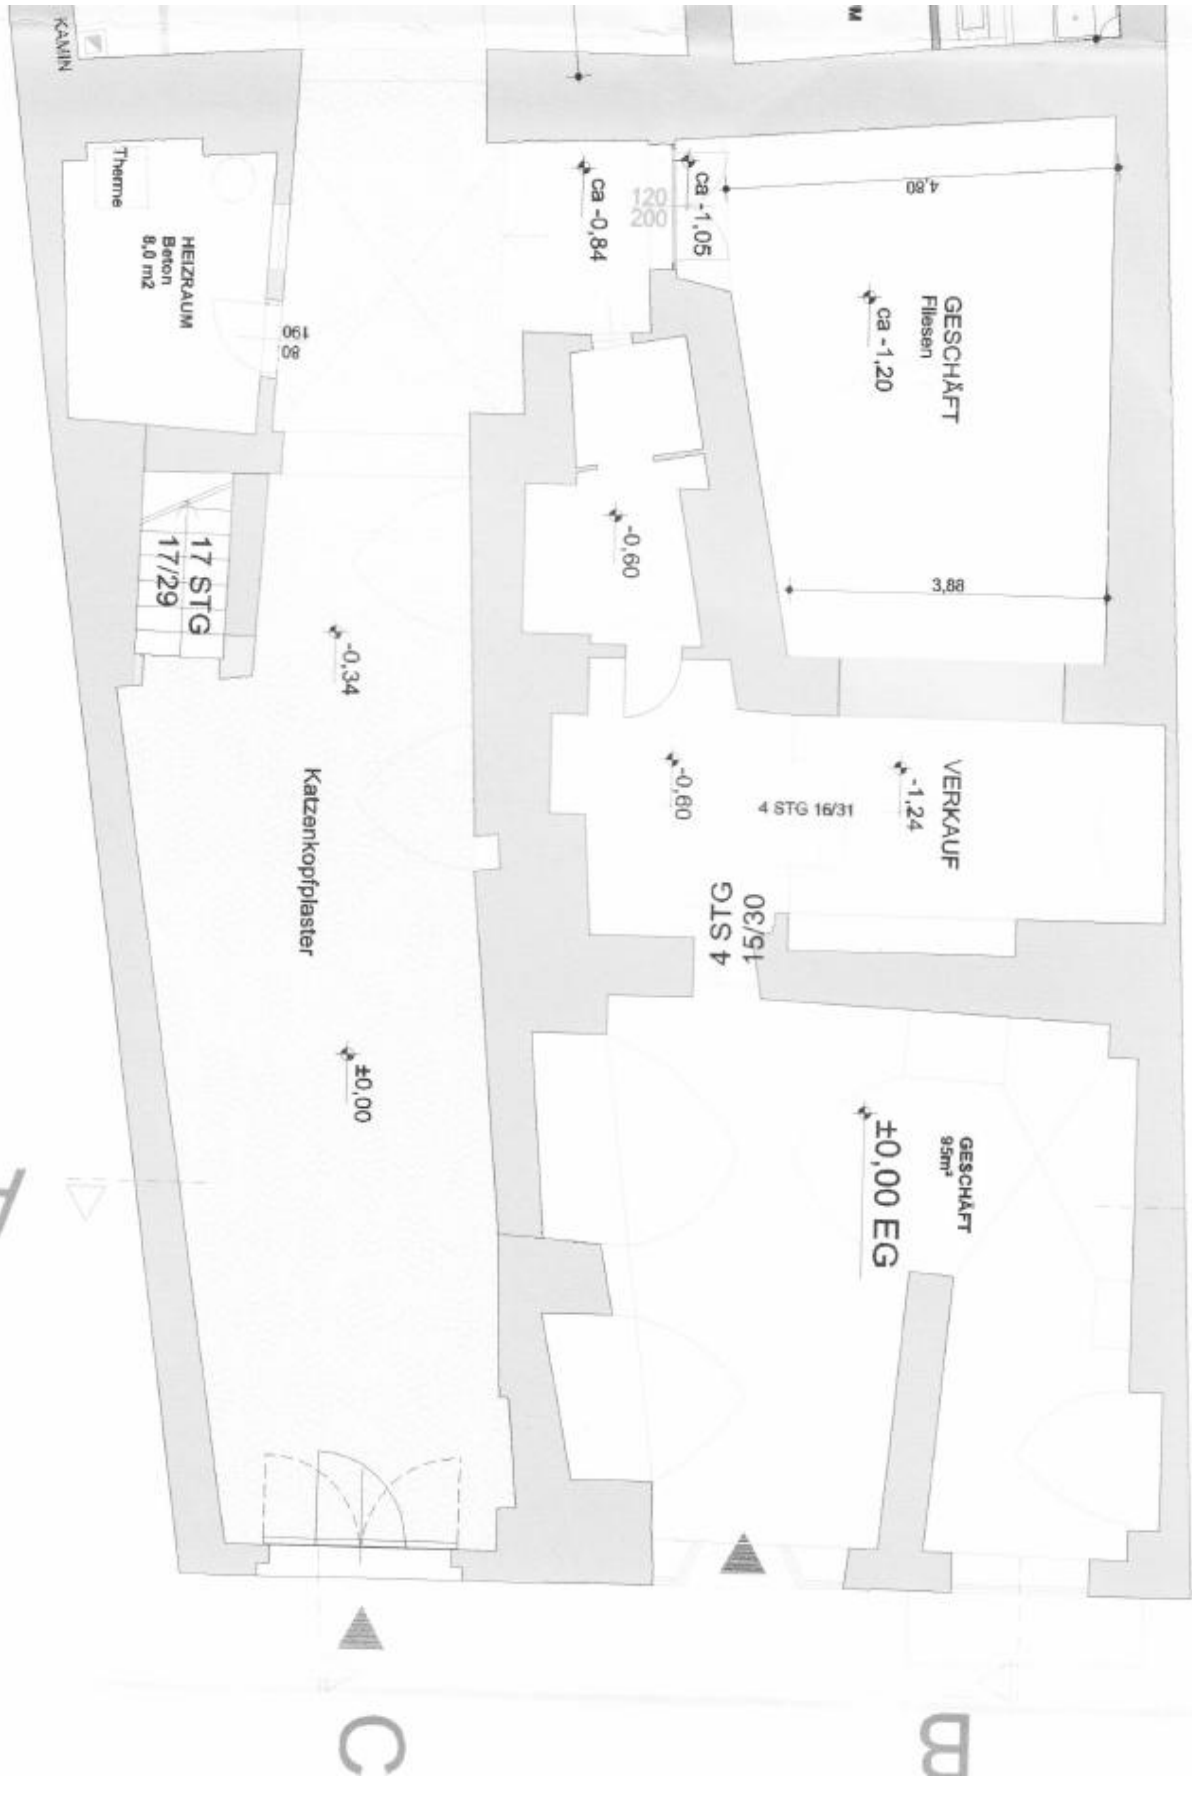 KAMIN
M
Therme
HEIZRAUM
Beton
8,0 m2
80
190
ca -0,84
120
200
ca -1,05
4,80
GESCHÄFT
Fliesen
ca -1,20
3,88
17 STG
17/29
-0,60
-0,34
Katzenkopfplaster
-0,60
4 STG 16/31
VERKAUF
-1,24
15/30
4 STG
±0,00
±0,00 EG
GESCHÄFT
95m²
C
B